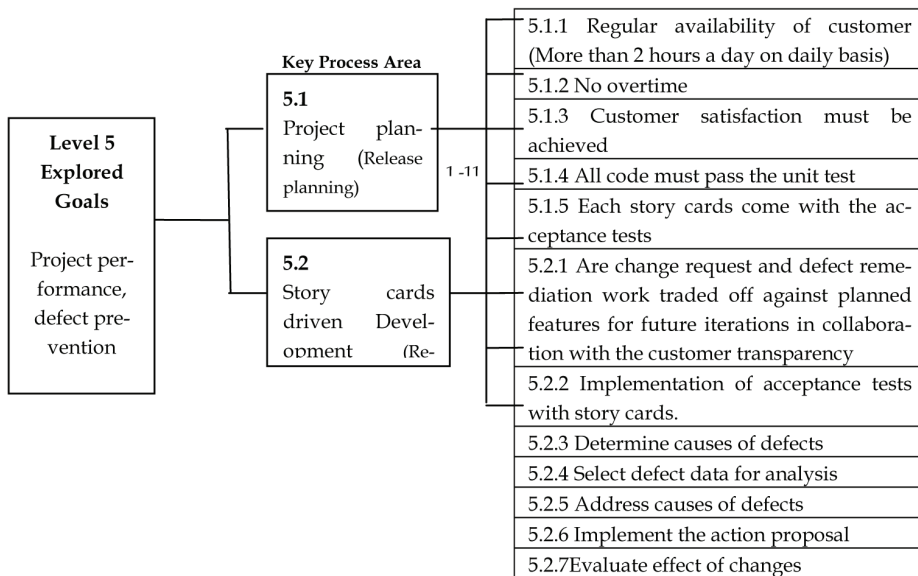 Level 5
Explored
Goals
Project per-
formance,
defect pre-
vention
Key Process Area
5.1
Project plan-
ning (Release
planning)
1 -11
5.2
Story cards
driven Devel-
opment (Re-
5.1.1 Regular availability of customer
(More than 2 hours a day on daily basis)
5.1.2 No overtime
5.1.3 Customer satisfaction must be
achieved
5.1.4 All code must pass the unit test
5.1.5 Each story cards come with the ac-
ceptance tests
5.2.1 Are change request and defect reme-
diation work traded off against planned
features for future iterations in collabora-
tion with the customer transparency
5.2.2 Implementation of acceptance tests
with story cards.
5.2.3 Determine causes of defects
5.2.4 Select defect data for analysis
5.2.5 Address causes of defects
5.2.6 Implement the action proposal
5.2.7Evaluate effect of changes